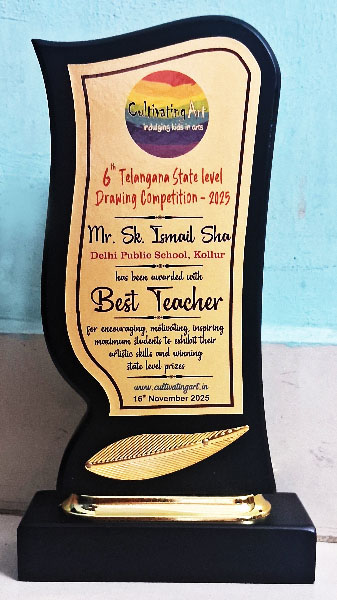 Cultivating Art
indulging kids in arts
6th Telangana State level
Drawing Competition - 2025
Mr. Sk. Ismail Sha
Delhi Public School, Kollur
has been awarded with
Best Teacher
for encouraging, motivating, inspiring
maximum students to exhibit their
artistic skills and winning
state level prizes
www.cultivatingart.in
16th November 2025